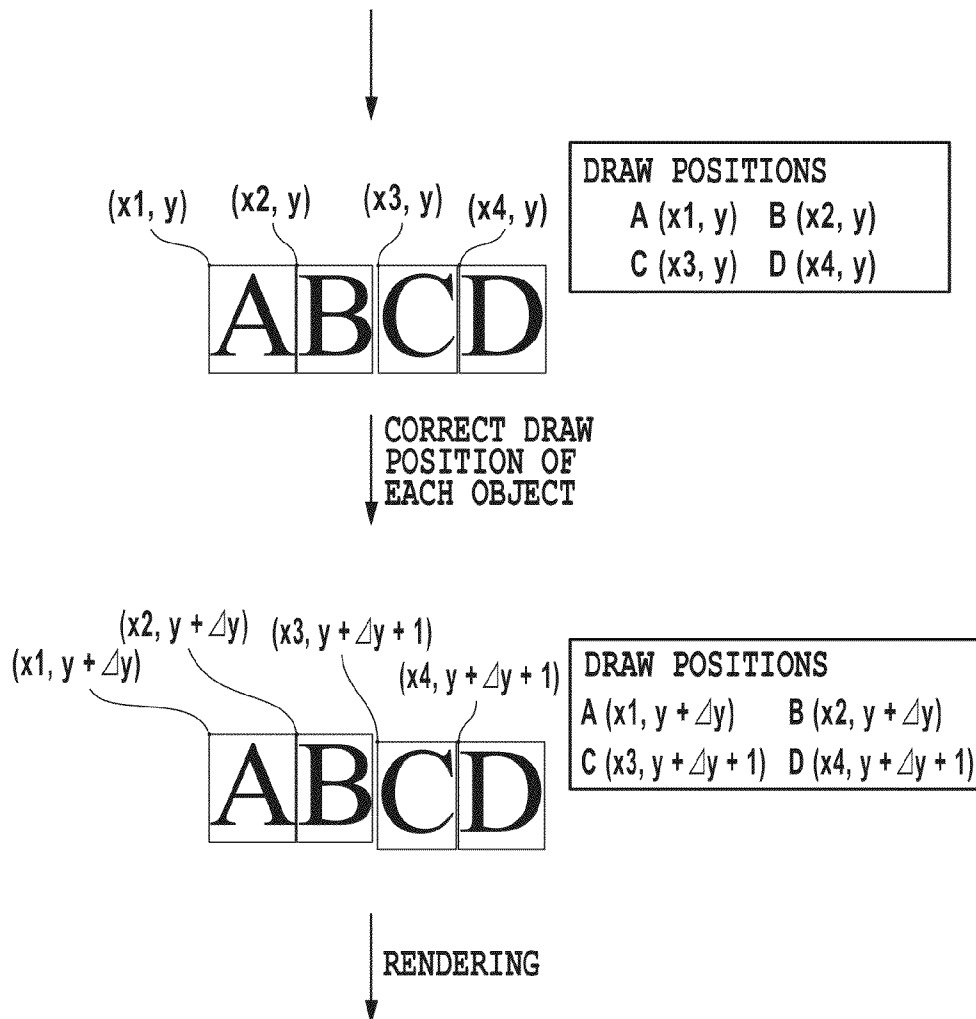 (x1, y) (x2, y) (x3, y) (x4, y)
DRAW POSITIONS
A (x1, y) B (x2, y)
C (x3, y) D (x4, y)
ABCD
CORRECT DRAW
POSITION OF
EACH OBJECT
(x2, y + ⊿y) (x3, y + ⊿y + 1)
(x1, y + ⊿y) (x4, y + ⊿y + 1)
DRAW POSITIONS
A (x1, y + ⊿y) B (x2, y + ⊿y)
C (x3, y + ⊿y + 1) D (x4, y + ⊿y + 1)
ABCD
RENDERING